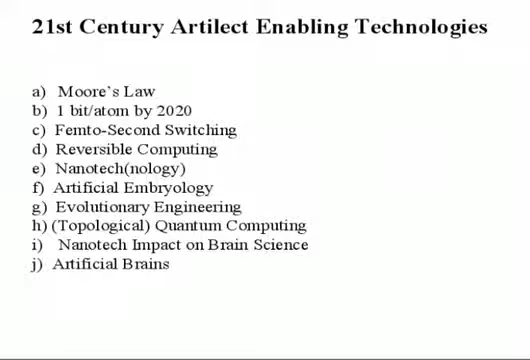 21st Century Artilect Enabling Technologies
a) Moore's Law
b) 1 bit/atom by 2020
c) Femto-Second Switching
d) Reversible Computing
e) Nanotech(nology)
f) Artificial Embryology
g) Evolutionary Engineering
h) (Topological) Quantum Computing
i) Nanotech Impact on Brain Science
j) Artificial Brains